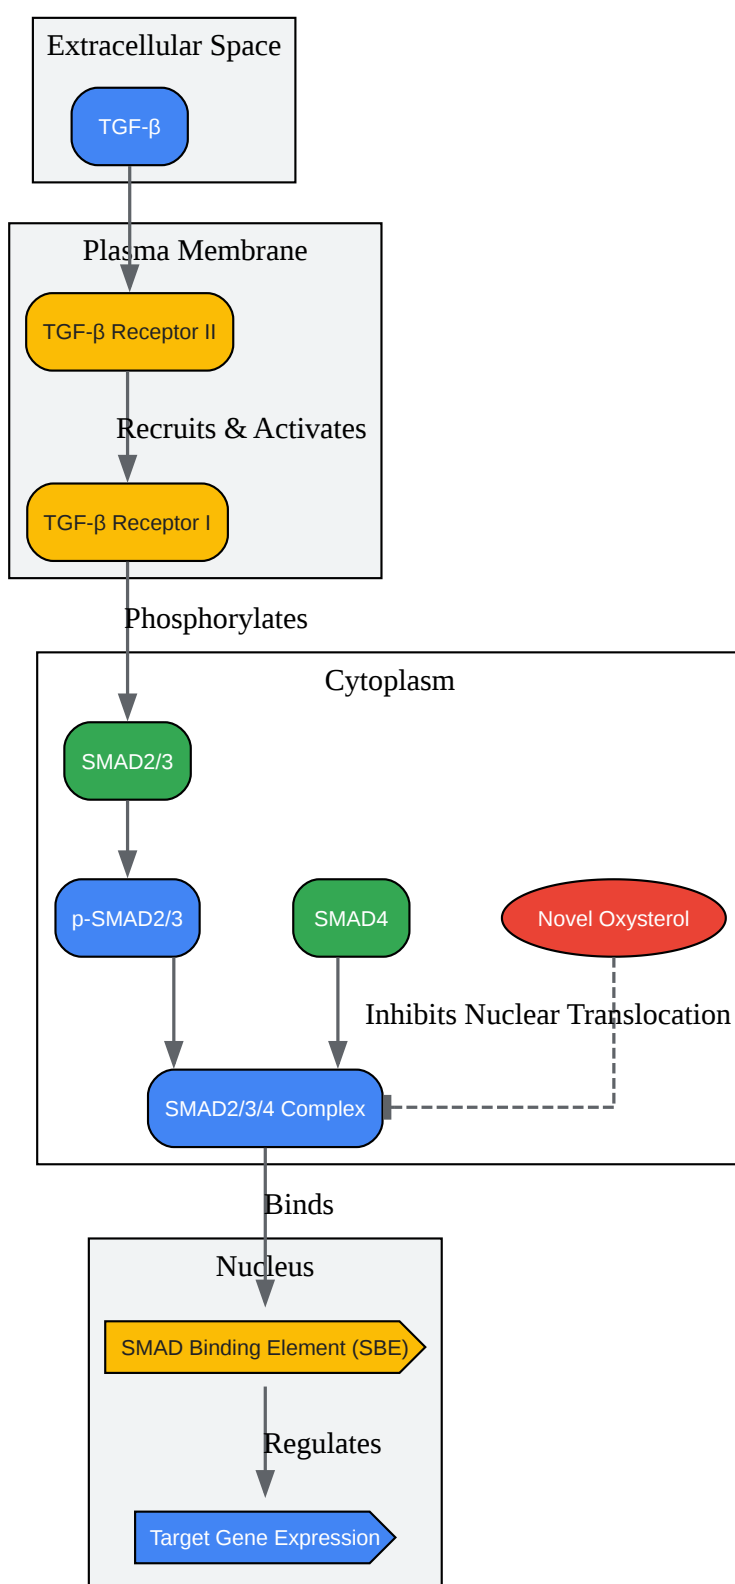 Extracellular Space
TGF-β
Plasma Membrane
TGF-β Receptor II
Recruits & Activates
TGF-β Receptor I
Phosphorylates
Cytoplasm
SMAD2/3
p-SMAD2/3
SMAD4
Novel Oxysterol
Inhibits Nuclear Translocation
SMAD2/3/4 Complex
Binds
Nucleus
SMAD Binding Element (SBE)
Regulates
Target Gene Expression